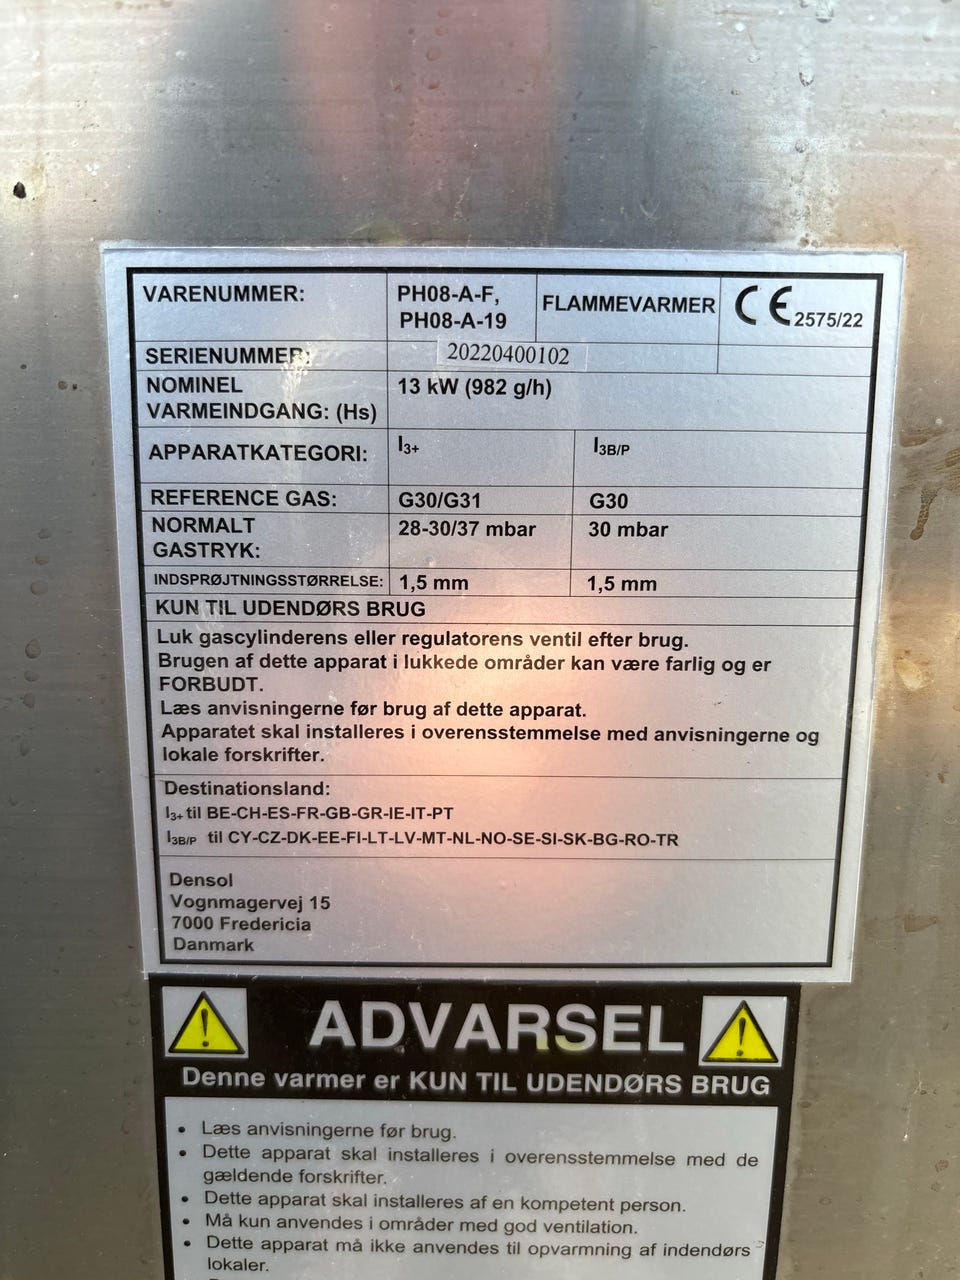 VARENUMMER:
PH08-A-F,
PH08-A-19
FLAMMEVARMER
CE 2575/22
SERIENUMMER:
20220400102
NOMINEL
VARMEINDGANG: (Hs)
13 kW (982 g/h)
APPARATKATEGORI:
I3+
I3B/P
REFERENCE GAS:
G30/G31
G30
NORMALT
GASTRYK:
28-30/37 mbar
30 mbar
INDSPRØJTNINGSSTØRRELSE:
1,5 mm
1,5 mm
KUN TIL UDENDØRS BRUG
Luk gascylinderens eller regulatorens ventil efter brug.
Brugen af dette apparat i lukkede områder kan være farlig og er
FORBUDT.
Læs anvisningerne før brug af dette apparat.
Apparatet skal installeres i overensstemmelse med anvisningerne og
lokale forskrifter.
Destinationsland:
I3+ til BE-CH-ES-FR-GB-GR-IE-IT-PT
I3B/P til CY-CZ-DK-EE-FI-LT-LV-MT-NL-NO-SE-SI-SK-BG-RO-TR
Densol
Vognmagervej 15
7000 Fredericia
Danmark
ADVARSEL
Denne varmer er KUN TIL UDENDØRS BRUG
• Læs anvisningerne før brug.
• Dette apparat skal installeres i overensstemmelse med de
gældende forskrifter.
• Dette apparat skal installeres af en kompetent person.
• Må kun anvendes i områder med god ventilation.
• Dette apparat må ikke anvendes til opvarmning af indendørs
lokaler.